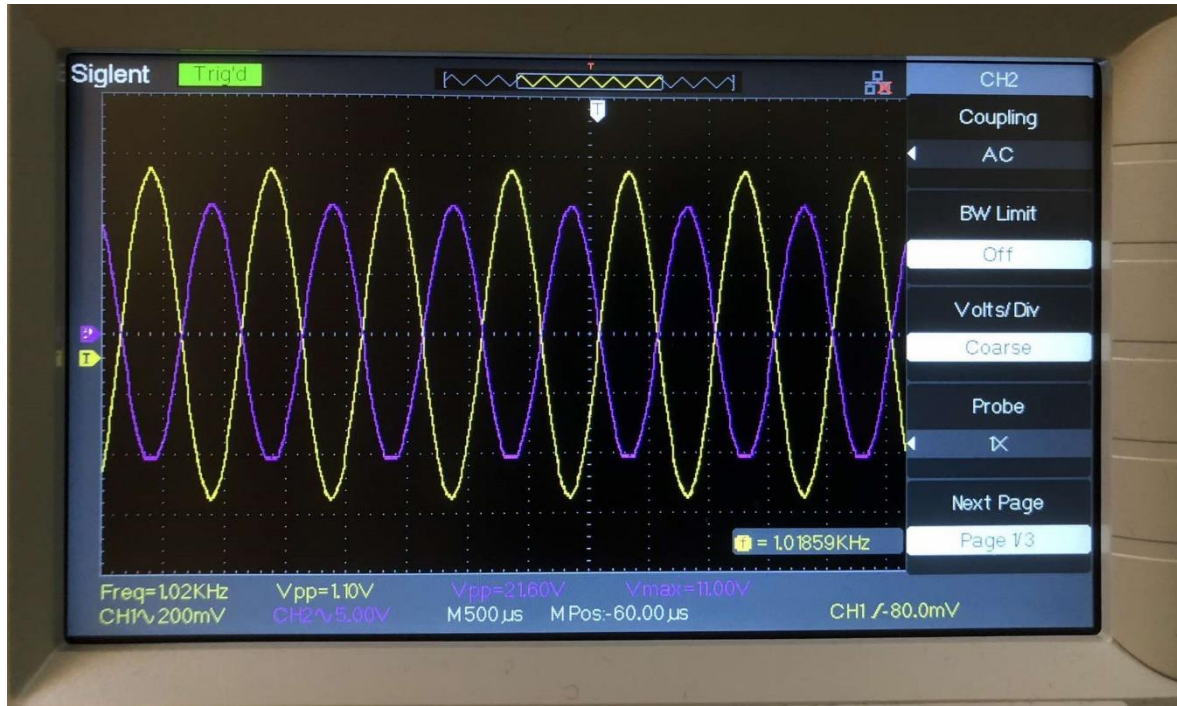 Siglent Trig'd
T
T
CH2
Coupling
AC
BW Limit
Off
Volts/Div
Coarse
T
Probe
1X
Next Page
= 1.01859KHz
Page 1/3
Freq=1.02KHz Vpp=1.10V Vpp=21.60V Vmax=11.00V
CH1∿200mV CH2∿5.00V M 500µs M Pos:-60.00µs CH1 /-80.0mV